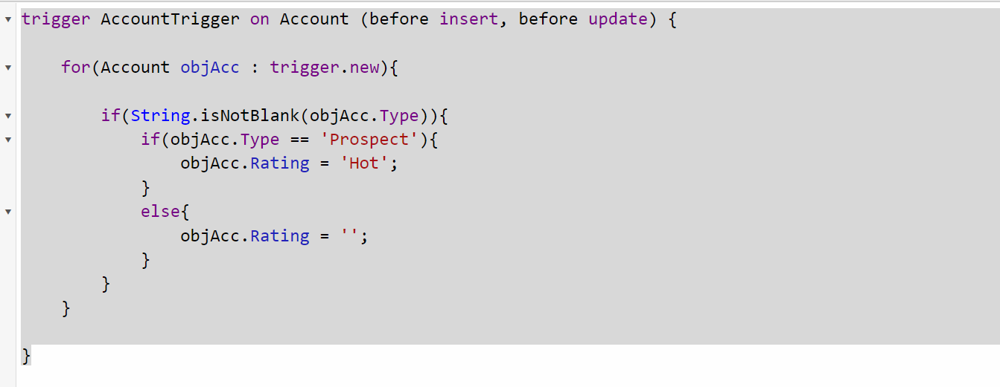 trigger AccountTrigger on Account (before insert, before update) {
for(Account objAcc : trigger.new){
if(String.isNotBlank(objAcc.Type)){
if(objAcc.Type == 'Prospect'){
objAcc.Rating = 'Hot';
}
else{
objAcc.Rating = '';
}
}
}
}